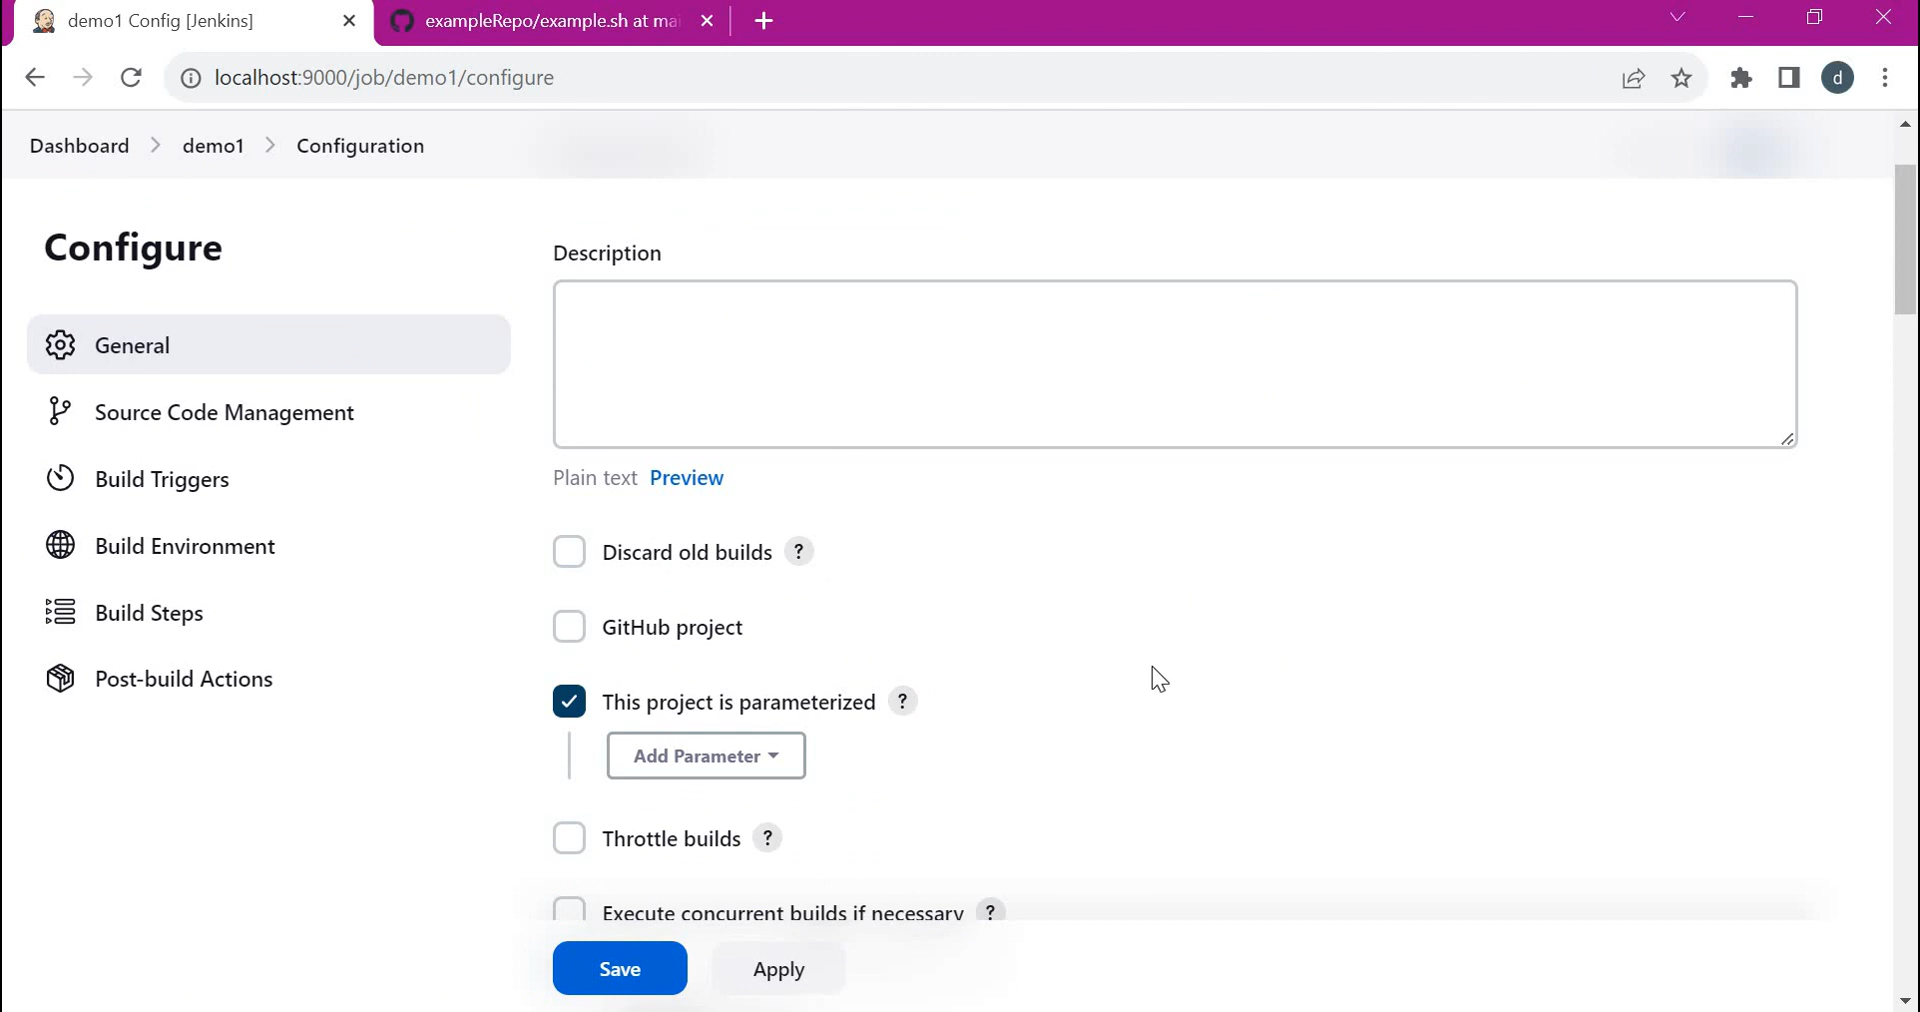 demo1 Config [Jenkins]
exampleRepo/example.sh at mai
localhost:9000/job/demo1/configure
d
Dashboard > demo1 > Configuration
Configure
General
Source Code Management
Build Triggers
Build Environment
Build Steps
Post-build Actions
Description
Plain text Preview
Discard old builds ?
GitHub project
This project is parameterized ?
Add Parameter
Throttle builds ?
Execute concurrent builds if necessary ?
Save Apply